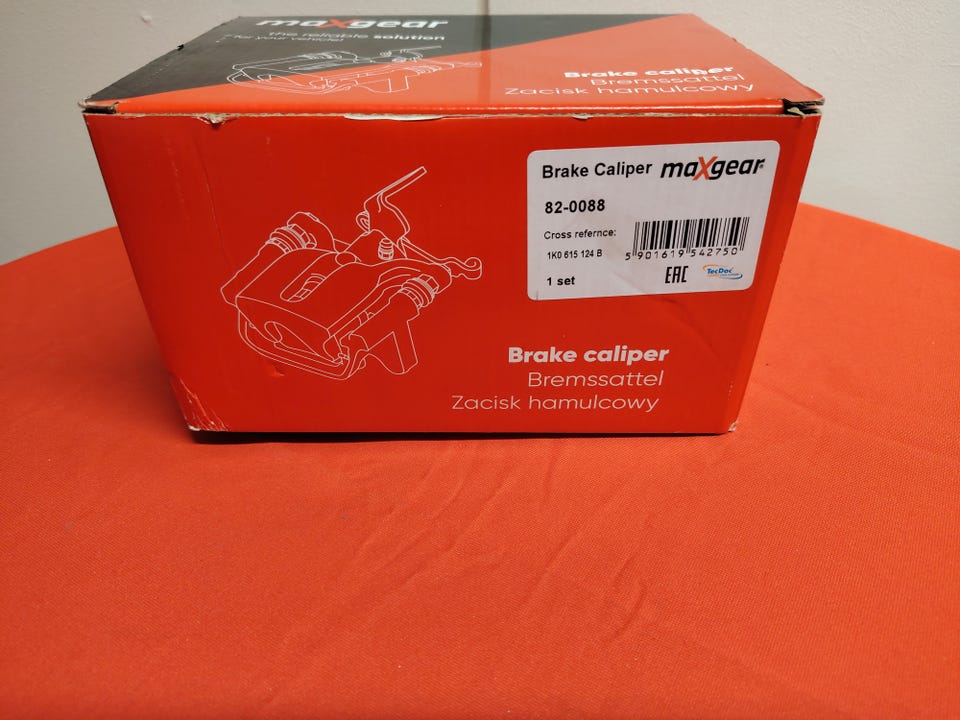 maxgear
the reliable solution
for your vehicle!
Brake caliper
Bremssattel
Zacisk hamulcowy
Brake Caliper maxgear
82-0088
Cross refernce:
1K0 615 124 B
5 901619 542750
1 set
EAC
TecDoc
Brake caliper
Bremssattel
Zacisk hamulcowy